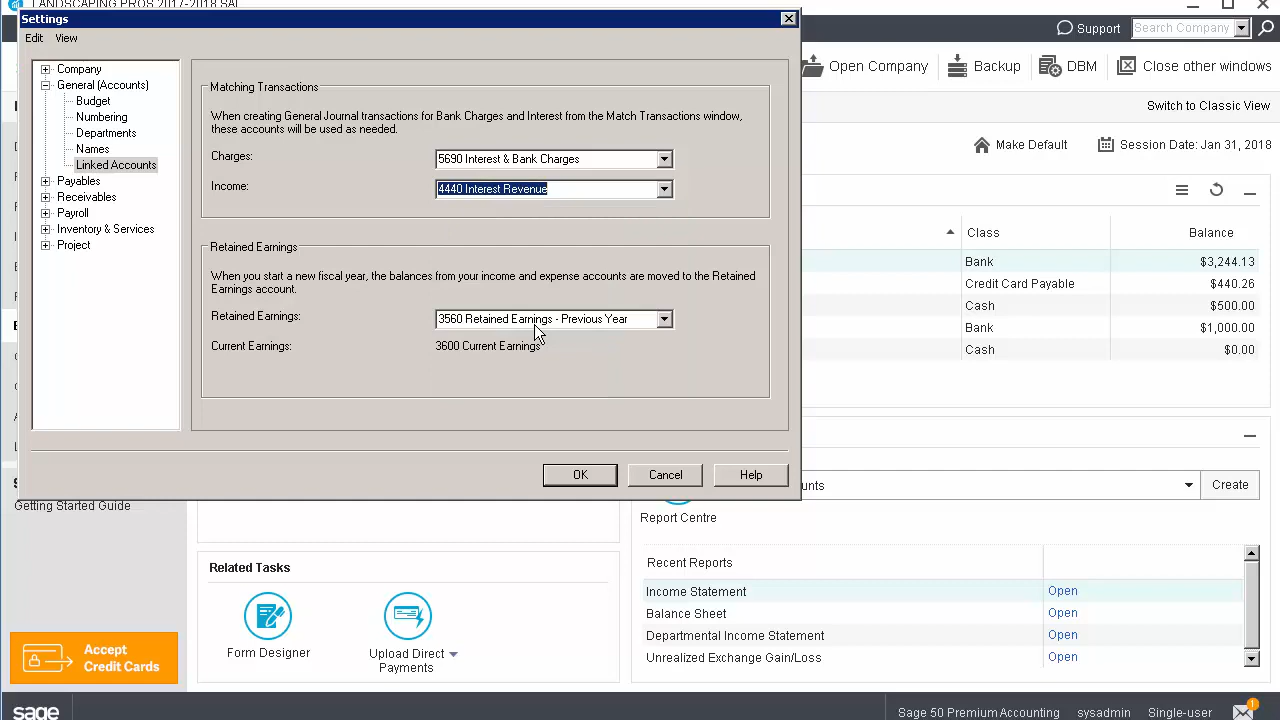 LANDSCAPING PROS 2017-2018 SAI
Settings
Edit View
Support
Search Company
Open Company
Backup
DBM
Close other windows
Switch to Classic View
Make Default
Session Date: Jan 31, 2018
Company
General (Accounts)
Budget
Numbering
Departments
Names
Linked Accounts
Payables
Receivables
Payroll
Inventory & Services
Project
Matching Transactions
When creating General Journal transactions for Bank Charges and Interest from the Match Transactions window,
these accounts will be used as needed.
Charges: 5690 Interest & Bank Charges
Income: 4440 Interest Revenue
Retained Earnings
When you start a new fiscal year, the balances from your income and expense accounts are moved to the Retained
Earnings account.
Retained Earnings: 3560 Retained Earnings - Previous Year
Current Earnings: 3600 Current Earnings
OK Cancel Help
Class Balance
Bank $3,244.13
Credit Card Payable $440.26
Cash $500.00
Bank $1,000.00
Cash $0.00
unts
Create
Report Centre
Recent Reports
Income Statement Open
Balance Sheet Open
Departmental Income Statement Open
Unrealized Exchange Gain/Loss Open
Getting Started Guide
Related Tasks
Form Designer
Upload Direct
Payments
Accept
Credit Cards
sage
Sage 50 Premium Accounting sysadmin Single-user
1